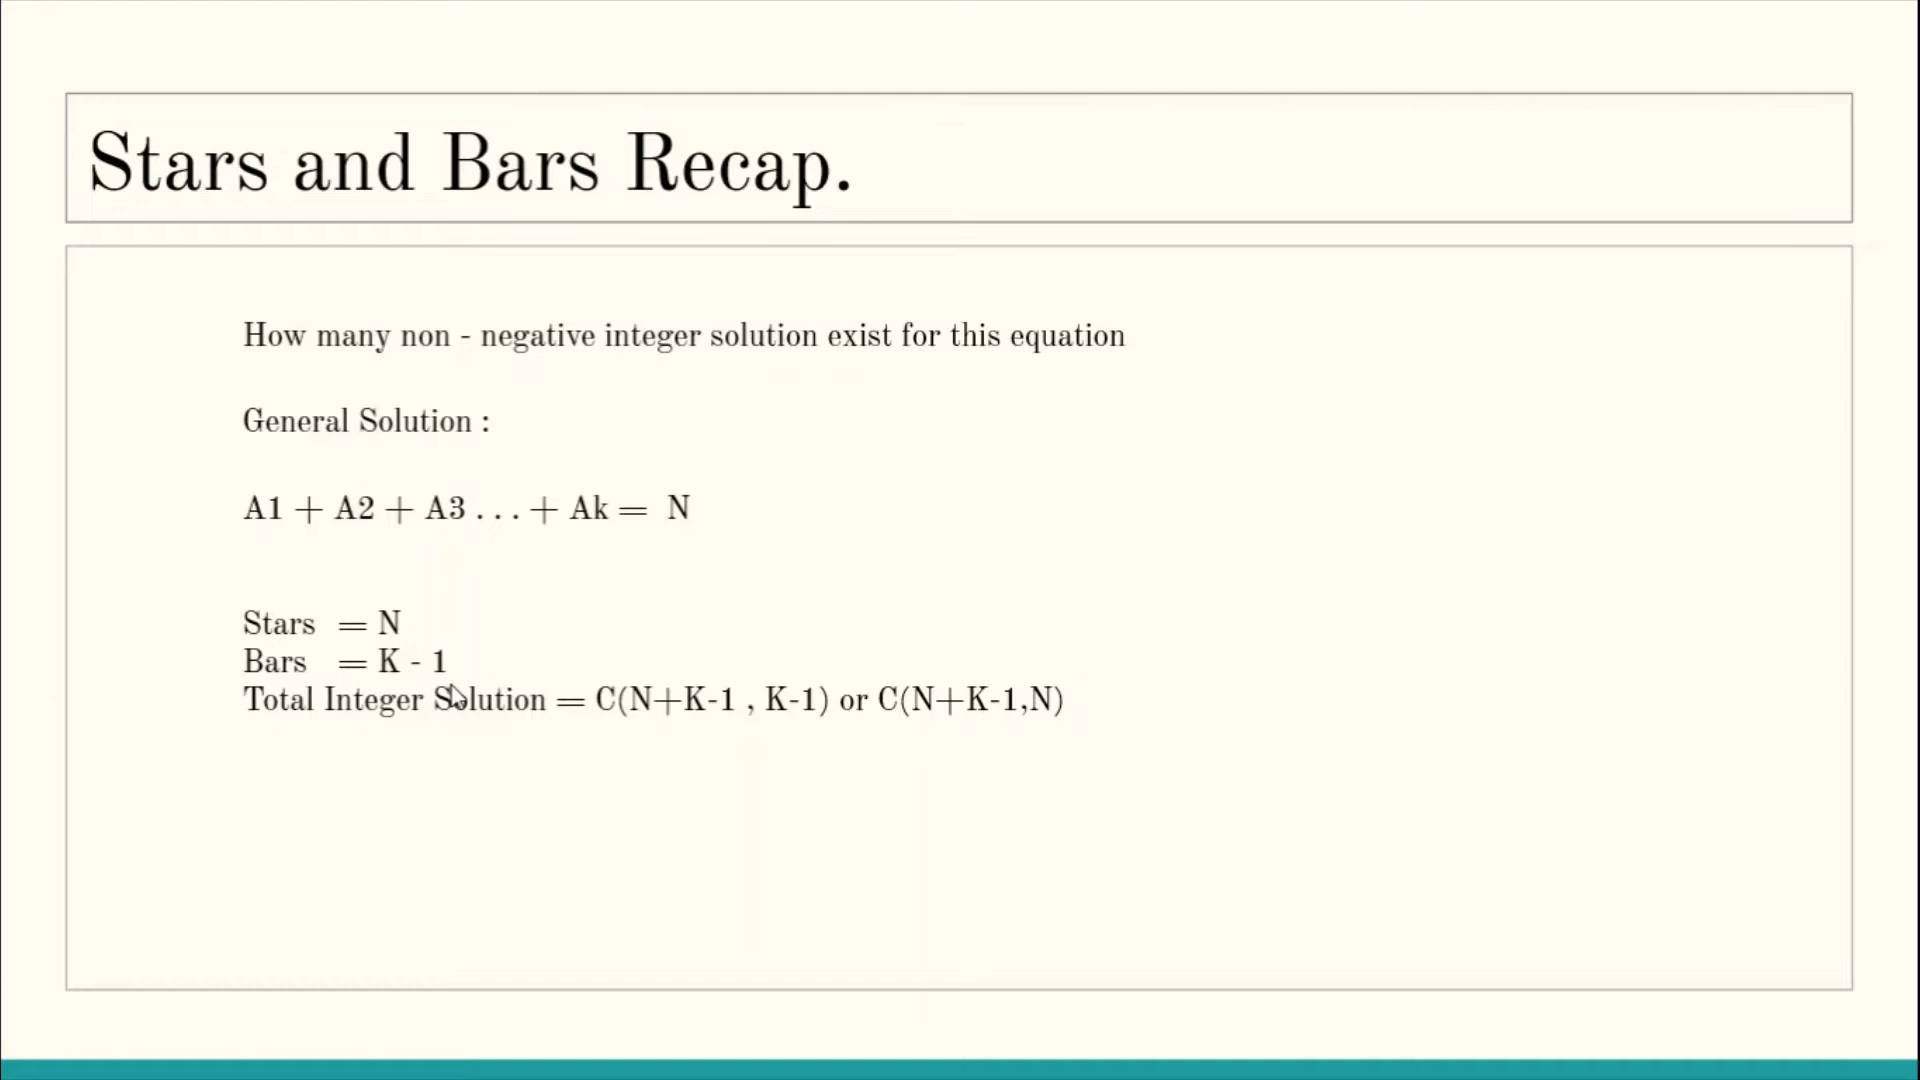 Stars and Bars Recap.
How many non - negative integer solution exist for this equation
General Solution :
A1 + A2 + A3 . . . + Ak = N
Stars = N
Bars = K - 1
Total Integer Solution = C(N+K-1 , K-1) or C(N+K-1,N)